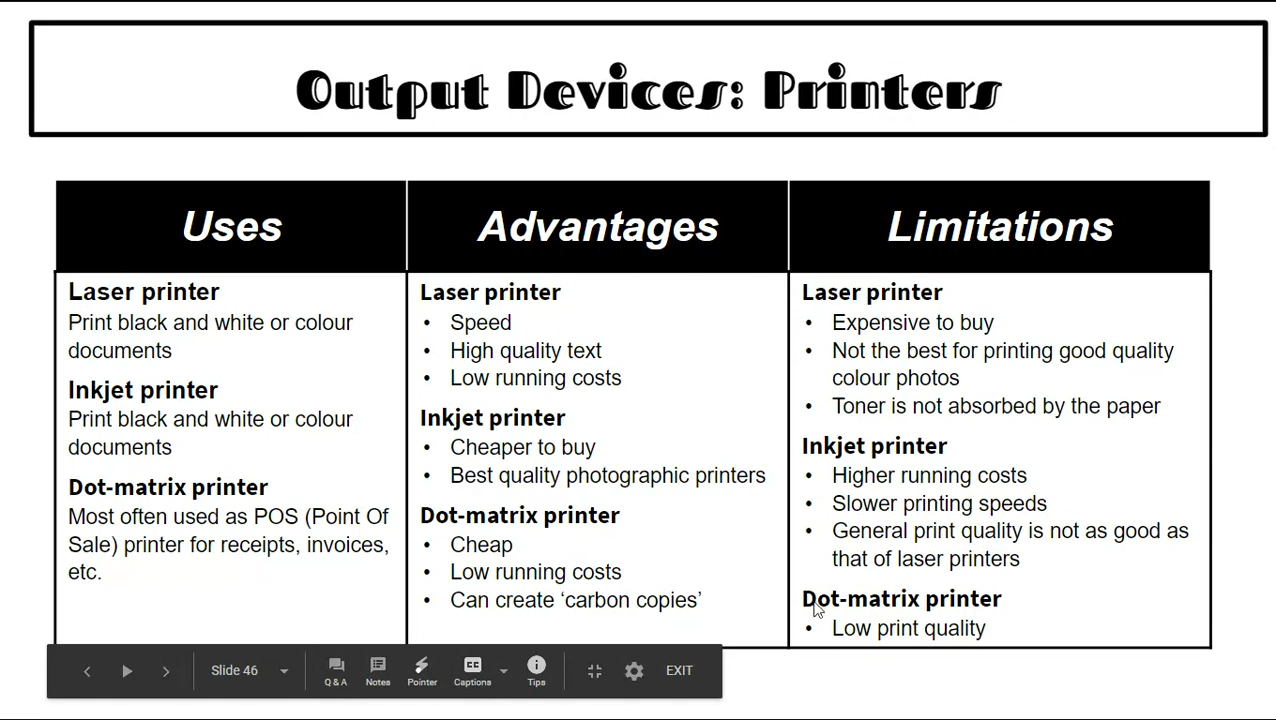 Output Devices: Printers
Uses
Advantages
Limitations
Laser printer
Print black and white or colour
documents
Inkjet printer
Print black and white or colour
documents
Dot-matrix printer
Most often used as POS (Point Of
Sale) printer for receipts, invoices,
etc.
Laser printer
• Speed
• High quality text
• Low running costs
Inkjet printer
• Cheaper to buy
• Best quality photographic printers
Dot-matrix printer
• Cheap
• Low running costs
• Can create ‘carbon copies’
Laser printer
• Expensive to buy
• Not the best for printing good quality
colour photos
• Toner is not absorbed by the paper
Inkjet printer
• Higher running costs
• Slower printing speeds
• General print quality is not as good as
that of laser printers
Dot-matrix printer
• Low print quality
Slide 46
Q & A
Notes
Pointer
CC
Captions
Tips
EXIT